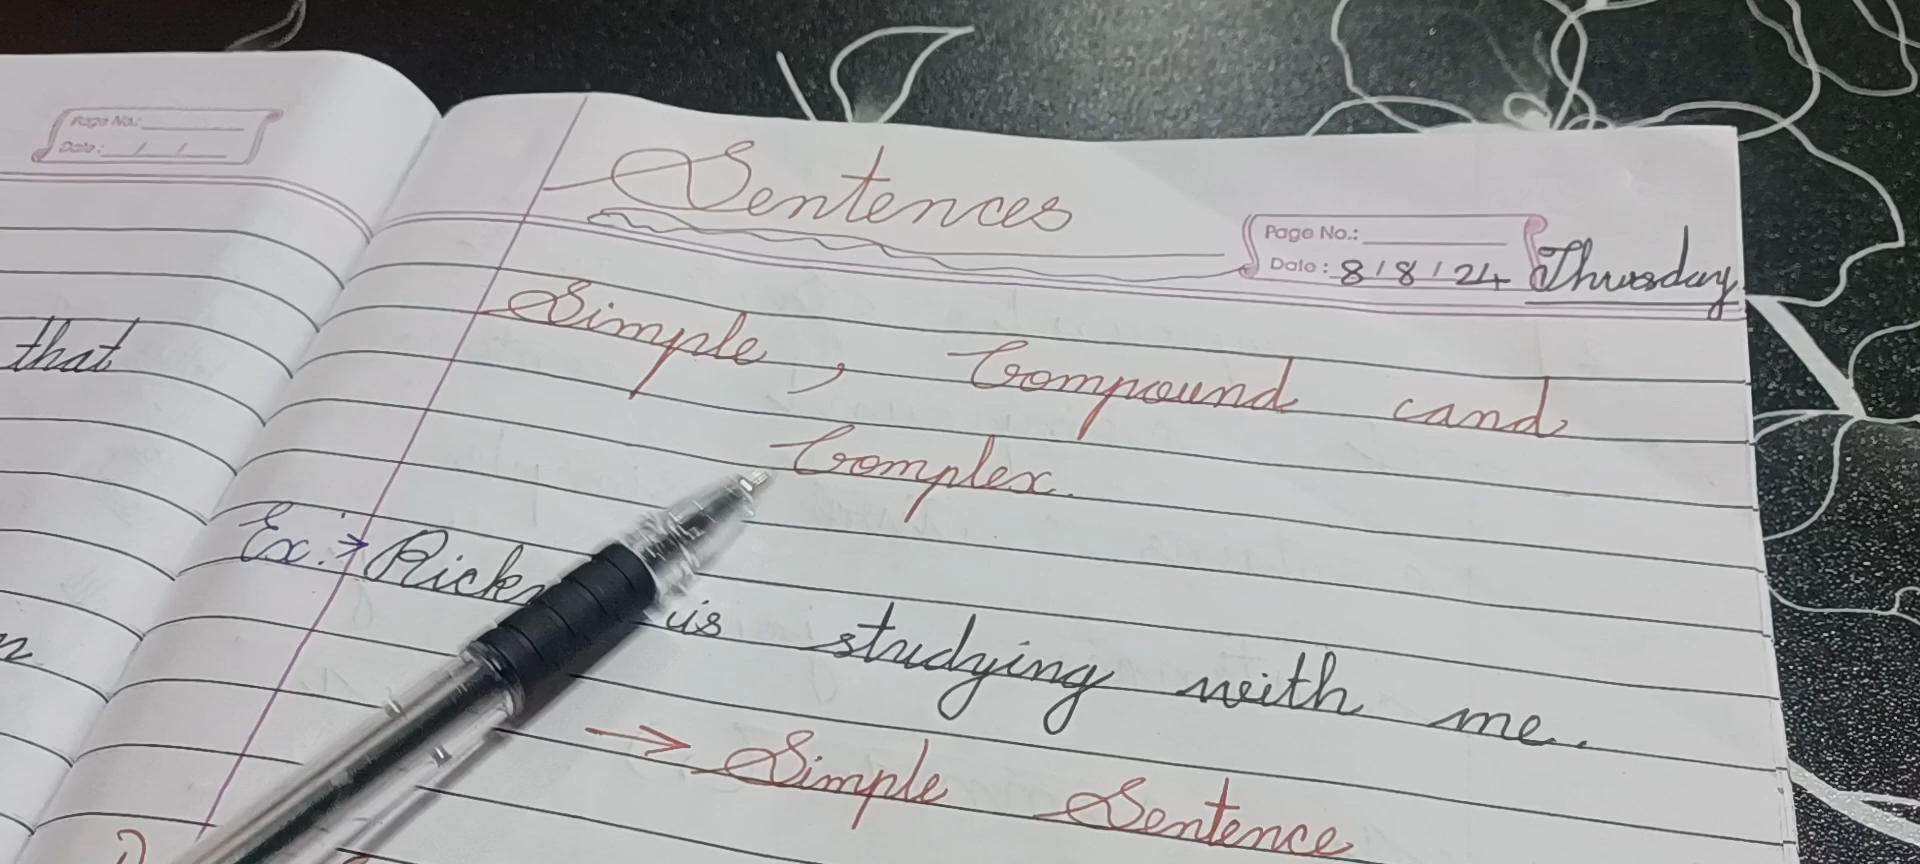 Page No.:
Date: / /
that
Sentences
Page No.:
Date: 8/8/24 Thursday
Simple, Compound and
Complex.
Ex:→ is studying with me.
→ Simple Sentence